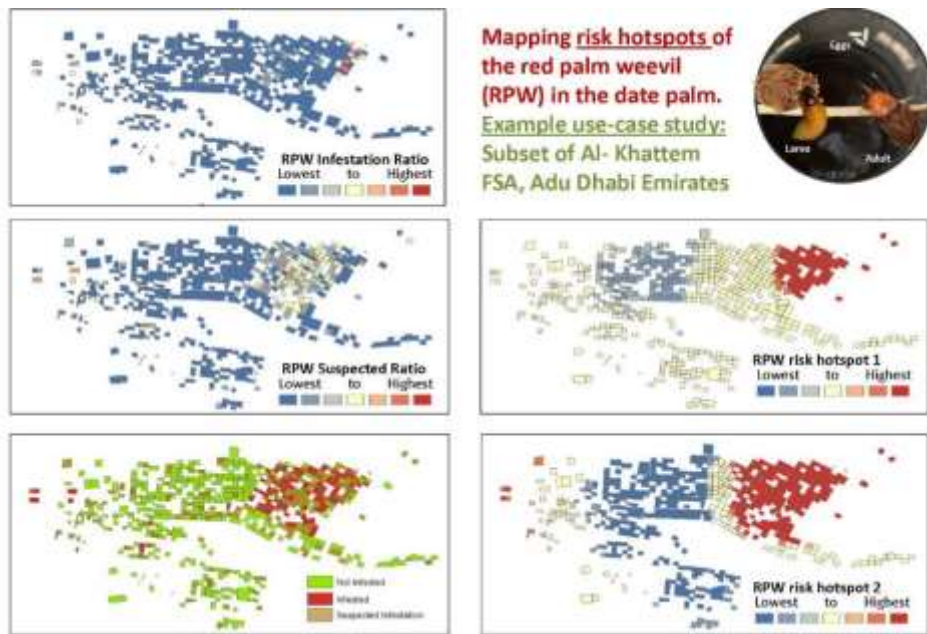 Mapping risk hotspots of
the red palm weevil
(RPW) in the date palm.
Example use-case study:
Subset of Al- Khattem
FSA, Adu Dhabi Emirates
Eggs
Larva
Adult
RPW Infestation Ratio
Lowest to Highest
RPW Suspected Ratio
Lowest to Highest
RPW risk hotspot 1
Lowest to Highest
Not Infested
Infested
Suspected Infestation
RPW risk hotspot 2
Lowest to Highest